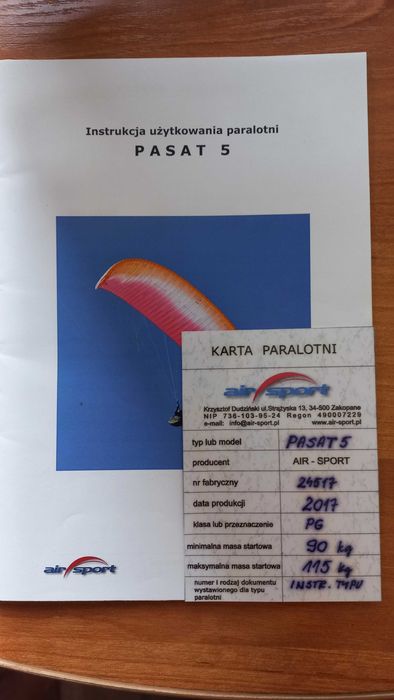 Instrukcja użytkowania paralotni
PASAT 5
KARTA PARALOTNI
air sport
Krzysztof Dudziński ul.Strążyska 13, 34-500 Zakopane
NIP 736-103-95-24 Regon 490007229
e-mail: info@air-sport.pl www.air-sport.pl
typ lub model PASAT 5
producent AIR - SPORT
nr fabryczny 24517
data produkcji 2017
klasa lub przeznaczenie PG
minimalna masa startowa 90 kg
maksymalna masa startowa 115 kg
numer i rodzaj dokumentu wystawionego dla typu paralotni INSTR. TYPU
air sport